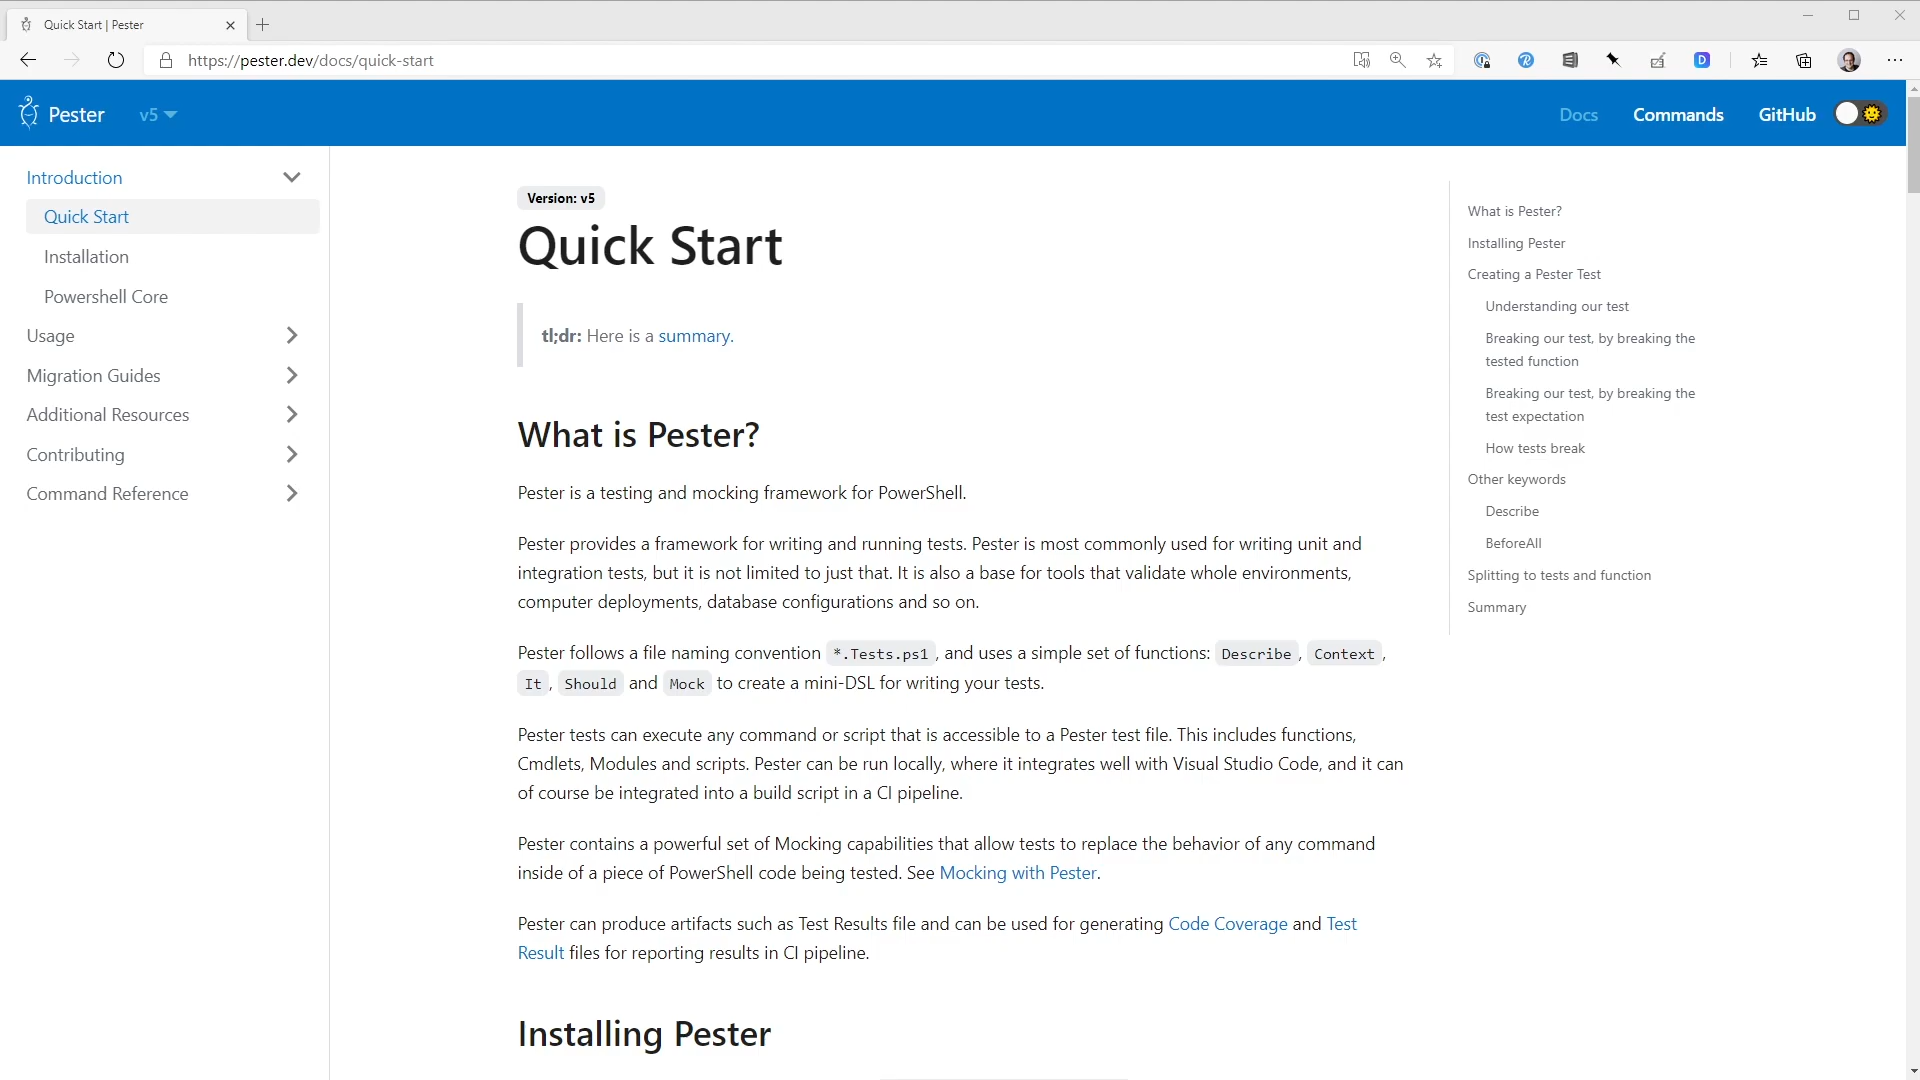 Quick Start | Pester
https://pester.dev/docs/quick-start
Pester
v5
Docs
Commands
GitHub
Introduction
Quick Start
Installation
Powershell Core
Usage
Migration Guides
Additional Resources
Contributing
Command Reference
Version: v5
Quick Start
tl;dr: Here is a summary.
What is Pester?
Pester is a testing and mocking framework for PowerShell.
Pester provides a framework for writing and running tests. Pester is most commonly used for writing unit and
integration tests, but it is not limited to just that. It is also a base for tools that validate whole environments,
computer deployments, database configurations and so on.
Pester follows a file naming convention *.Tests.ps1, and uses a simple set of functions: Describe, Context,
It, Should and Mock to create a mini-DSL for writing your tests.
Pester tests can execute any command or script that is accessible to a Pester test file. This includes functions,
Cmdlets, Modules and scripts. Pester can be run locally, where it integrates well with Visual Studio Code, and it can
of course be integrated into a build script in a CI pipeline.
Pester contains a powerful set of Mocking capabilities that allow tests to replace the behavior of any command
inside of a piece of PowerShell code being tested. See Mocking with Pester.
Pester can produce artifacts such as Test Results file and can be used for generating Code Coverage and Test
Result files for reporting results in CI pipeline.
Installing Pester
What is Pester?
Installing Pester
Creating a Pester Test
Understanding our test
Breaking our test, by breaking the
tested function
Breaking our test, by breaking the
test expectation
How tests break
Other keywords
Describe
BeforeAll
Splitting to tests and function
Summary